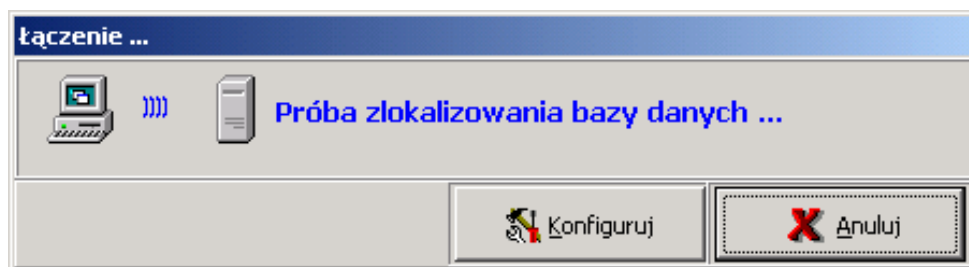 Łączenie ...
Próba zlokalizowania bazy danych ...
Konfiguruj
Anuluj